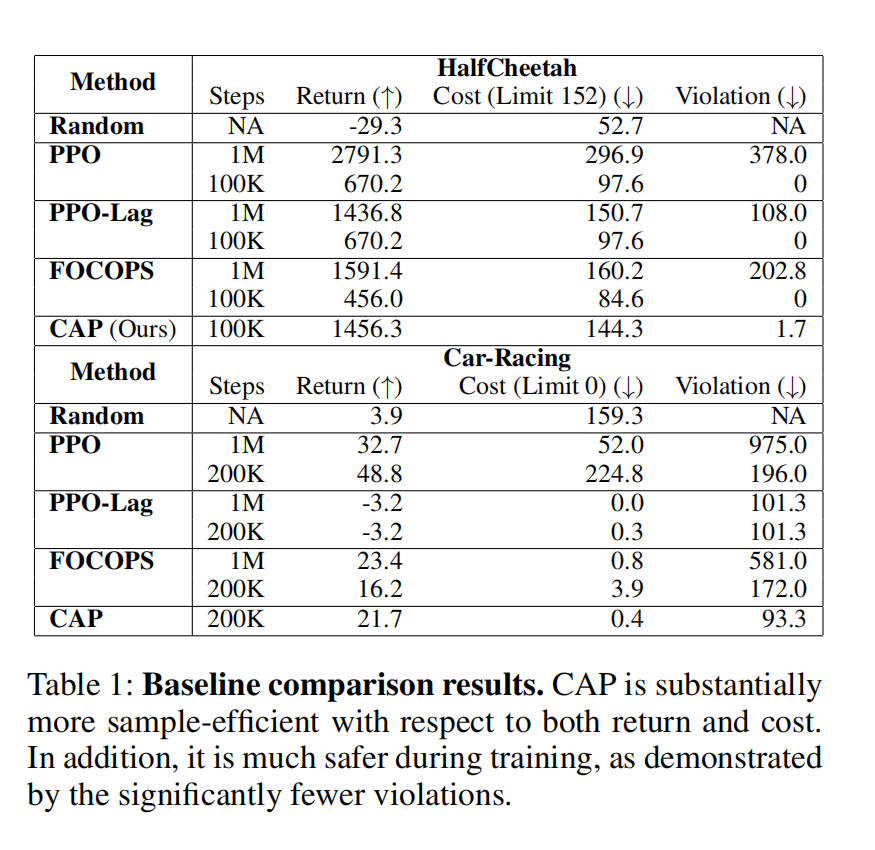 Method HalfCheetah
Steps Return (↑) Cost (Limit 152) (↓) Violation (↓)
Random NA -29.3 52.7 NA
PPO 1M 2791.3 296.9 378.0
100K 670.2 97.6 0
PPO-Lag 1M 1436.8 150.7 108.0
100K 670.2 97.6 0
FOCOPS 1M 1591.4 160.2 202.8
100K 456.0 84.6 0
CAP (Ours) 100K 1456.3 144.3 1.7
Method Car-Racing
Steps Return (↑) Cost (Limit 0) (↓) Violation (↓)
Random NA 3.9 159.3 NA
PPO 1M 32.7 52.0 975.0
200K 48.8 224.8 196.0
PPO-Lag 1M -3.2 0.0 101.3
200K -3.2 0.3 101.3
FOCOPS 1M 23.4 0.8 581.0
200K 16.2 3.9 172.0
CAP 200K 21.7 0.4 93.3
Table 1: Baseline comparison results. CAP is substantially
more sample-efficient with respect to both return and cost.
In addition, it is much safer during training, as demonstrated
by the significantly fewer violations.